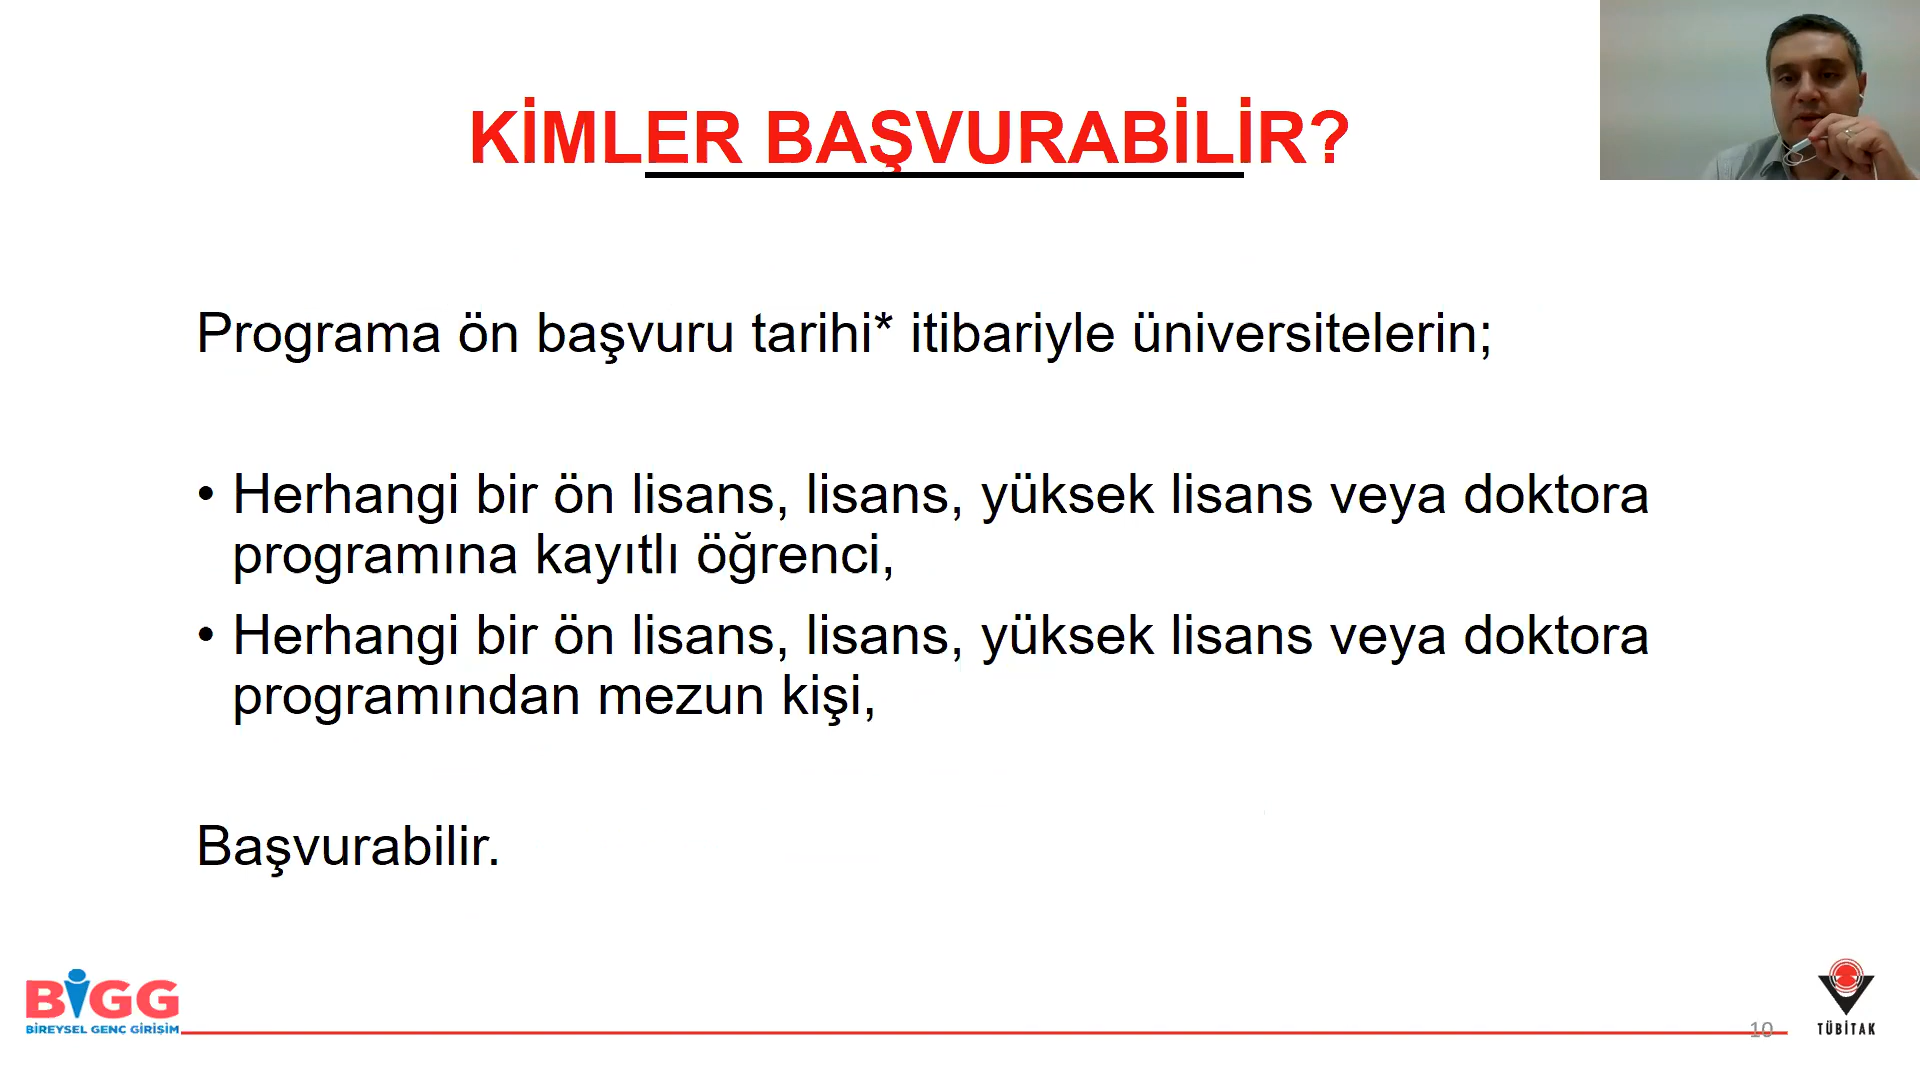 KİMLER BAŞVURABİLİR?
Programa ön başvuru tarihi* itibariyle üniversitelerin;
• Herhangi bir ön lisans, lisans, yüksek lisans veya doktora
programına kayıtlı öğrenci,
• Herhangi bir ön lisans, lisans, yüksek lisans veya doktora
programından mezun kişi,
Başvurabilir.
BİGG
BİREYSEL GENÇ GİRİŞİM
10
TÜBİTAK